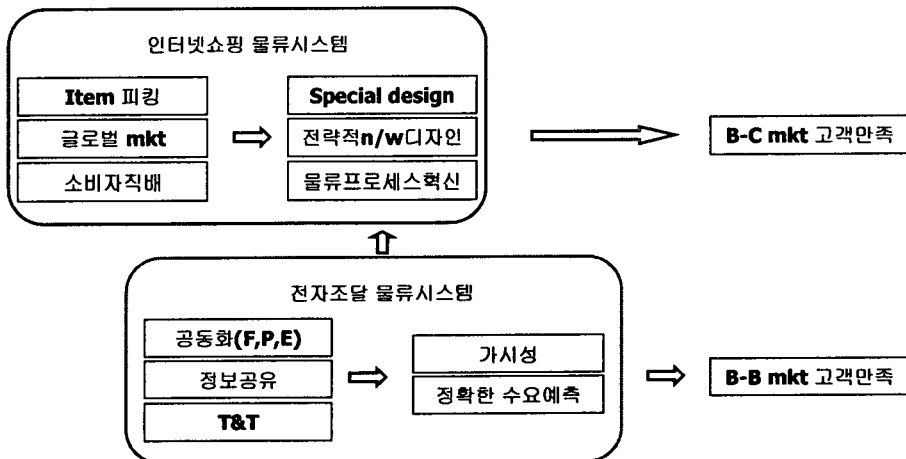 인터넷쇼핑 물류시스템
Item 피킹
글로벌 mkt
소비자직배
Special design
전략적n/w디자인
물류프로세스혁신
B-C mkt 고객만족
전자조달 물류시스템
공동화(F,P,E)
정보공유
T&T
가시성
정확한 수요예측
B-B mkt 고객만족